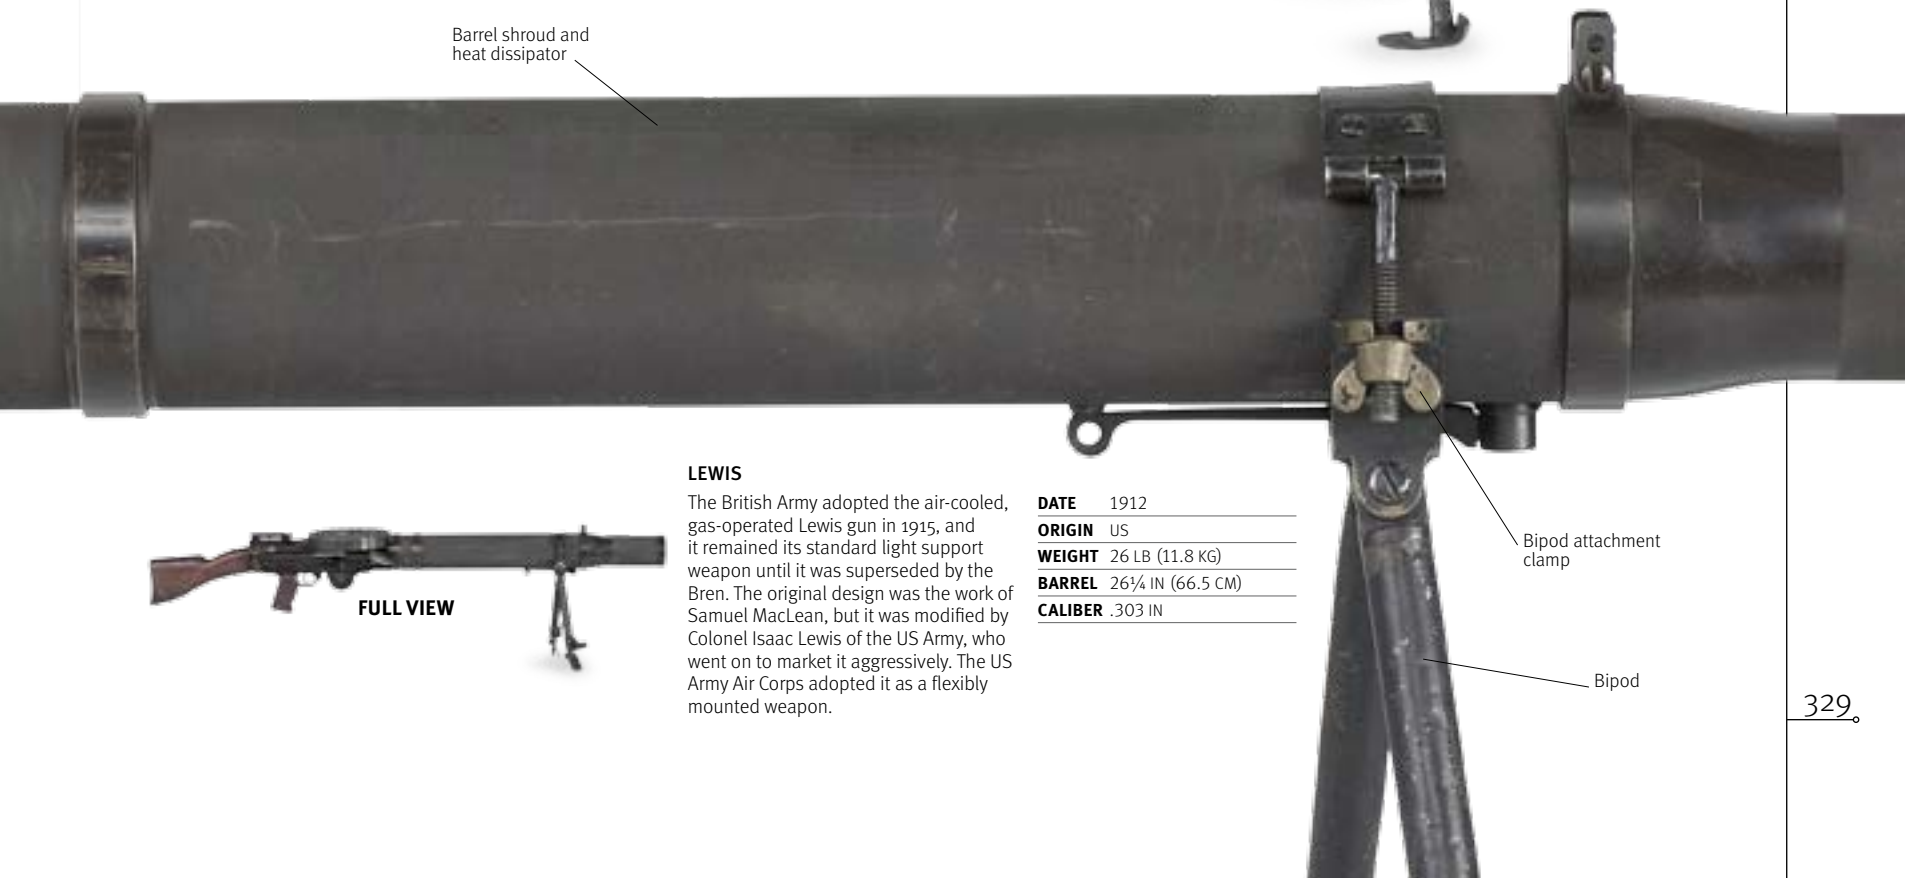 Barrel shroud and
heat dissipator
LEWIS
The British Army adopted the air-cooled,
gas-operated Lewis gun in 1915, and
it remained its standard light support
weapon until it was superseded by the
Bren. The original design was the work of
Samuel MacLean, but it was modified by
Colonel Isaac Lewis of the US Army, who
went on to market it aggressively. The US
Army Air Corps adopted it as a flexibly
mounted weapon.
DATE 1912
ORIGIN US
WEIGHT 26 LB (11.8 KG)
BARREL 26¼ IN (66.5 CM)
CALIBER .303 IN
FULL VIEW
Bipod attachment
clamp
Bipod
329